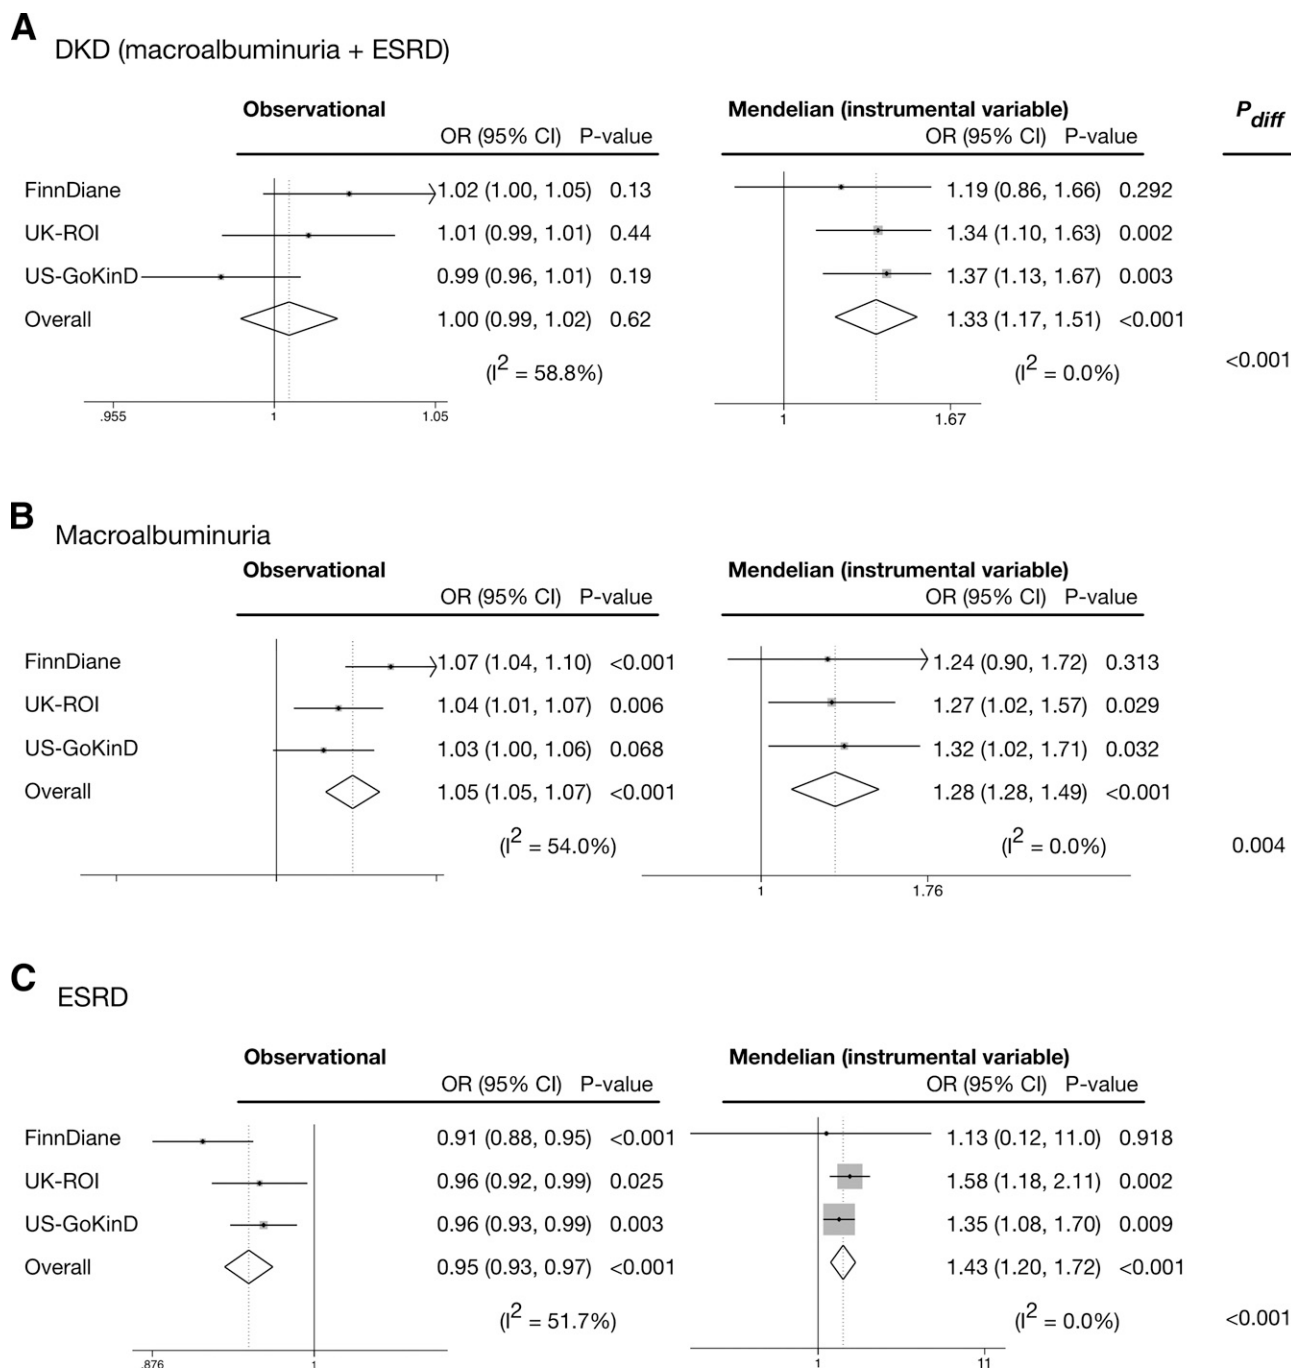 A
DKD (macroalbuminuria + ESRD)
Observational Mendelian (instrumental variable) P diff
OR (95% CI) P-value OR (95% CI) P-value
FinnDiane 1.02 (1.00, 1.05) 0.13 1.19 (0.86, 1.66) 0.292
UK-ROI 1.01 (0.99, 1.01) 0.44 1.34 (1.10, 1.63) 0.002
US-GoKinD 0.99 (0.96, 1.01) 0.19 1.37 (1.13, 1.67) 0.003
Overall 1.00 (0.99, 1.02) 0.62 1.33 (1.17, 1.51) <0.001
(I2 = 58.8%) (I2 = 0.0%) <0.001
.955 1 1.05 1 1.67
B
Macroalbuminuria
Observational Mendelian (instrumental variable)
OR (95% CI) P-value OR (95% CI) P-value
FinnDiane 1.07 (1.04, 1.10) <0.001 1.24 (0.90, 1.72) 0.313
UK-ROI 1.04 (1.01, 1.07) 0.006 1.27 (1.02, 1.57) 0.029
US-GoKinD 1.03 (1.00, 1.06) 0.068 1.32 (1.02, 1.71) 0.032
Overall 1.05 (1.05, 1.07) <0.001 1.28 (1.28, 1.49) <0.001
(I2 = 54.0%) (I2 = 0.0%) 0.004
1 1.76
C
ESRD
Observational Mendelian (instrumental variable)
OR (95% CI) P-value OR (95% CI) P-value
FinnDiane 0.91 (0.88, 0.95) <0.001 1.13 (0.12, 11.0) 0.918
UK-ROI 0.96 (0.92, 0.99) 0.025 1.58 (1.18, 2.11) 0.002
US-GoKinD 0.96 (0.93, 0.99) 0.003 1.35 (1.08, 1.70) 0.009
Overall 0.95 (0.93, 0.97) <0.001 1.43 (1.20, 1.72) <0.001
(I2 = 51.7%) (I2 = 0.0%) <0.001
.876 1 1 11